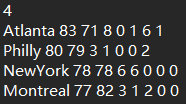 4
Atlanta 83 71 8 0 1 6 1
Philly 80 79 3 1 0 0 2
NewYork 78 78 6 6 0 0 0
Montreal 77 82 3 1 2 0 0